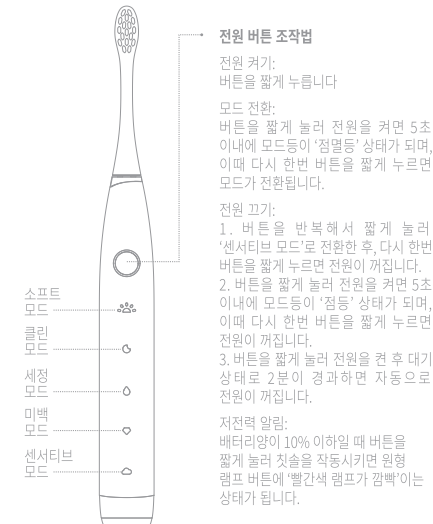 전원 버튼 조작법
전원 켜기:
버튼을 짧게 누릅니다
모드 전환:
버튼을 짧게 눌러 전원을 켜면 5초
이내에 모드등이 ‘점멸등’ 상태가 되며,
이때 다시 한번 버튼을 짧게 누르면
모드가 전환됩니다.
전원 끄기:
1. 버튼을 반복해서 짧게 눌러
‘센서티브 모드’로 전환한 후, 다시 한번
버튼을 짧게 누르면 전원이 꺼집니다.
2. 버튼을 짧게 눌러 전원을 켜면 5초
이내에 모드등이 ‘점등’ 상태가 되며,
이때 다시 한번 버튼을 짧게 누르면
전원이 꺼집니다.
3. 버튼을 짧게 눌러 전원을 켠 후 대기
상태로 2분이 경과하면 자동으로
전원이 꺼집니다.
저전력 알림:
배터리양이 10% 이하일 때 버튼을
짧게 눌러 칫솔을 작동시키면 원형
램프 버튼에 ‘빨간색 램프가 깜빡’이는
상태가 됩니다.
소프트
모드
클린
모드
세정
모드
미백
모드
센서티브
모드